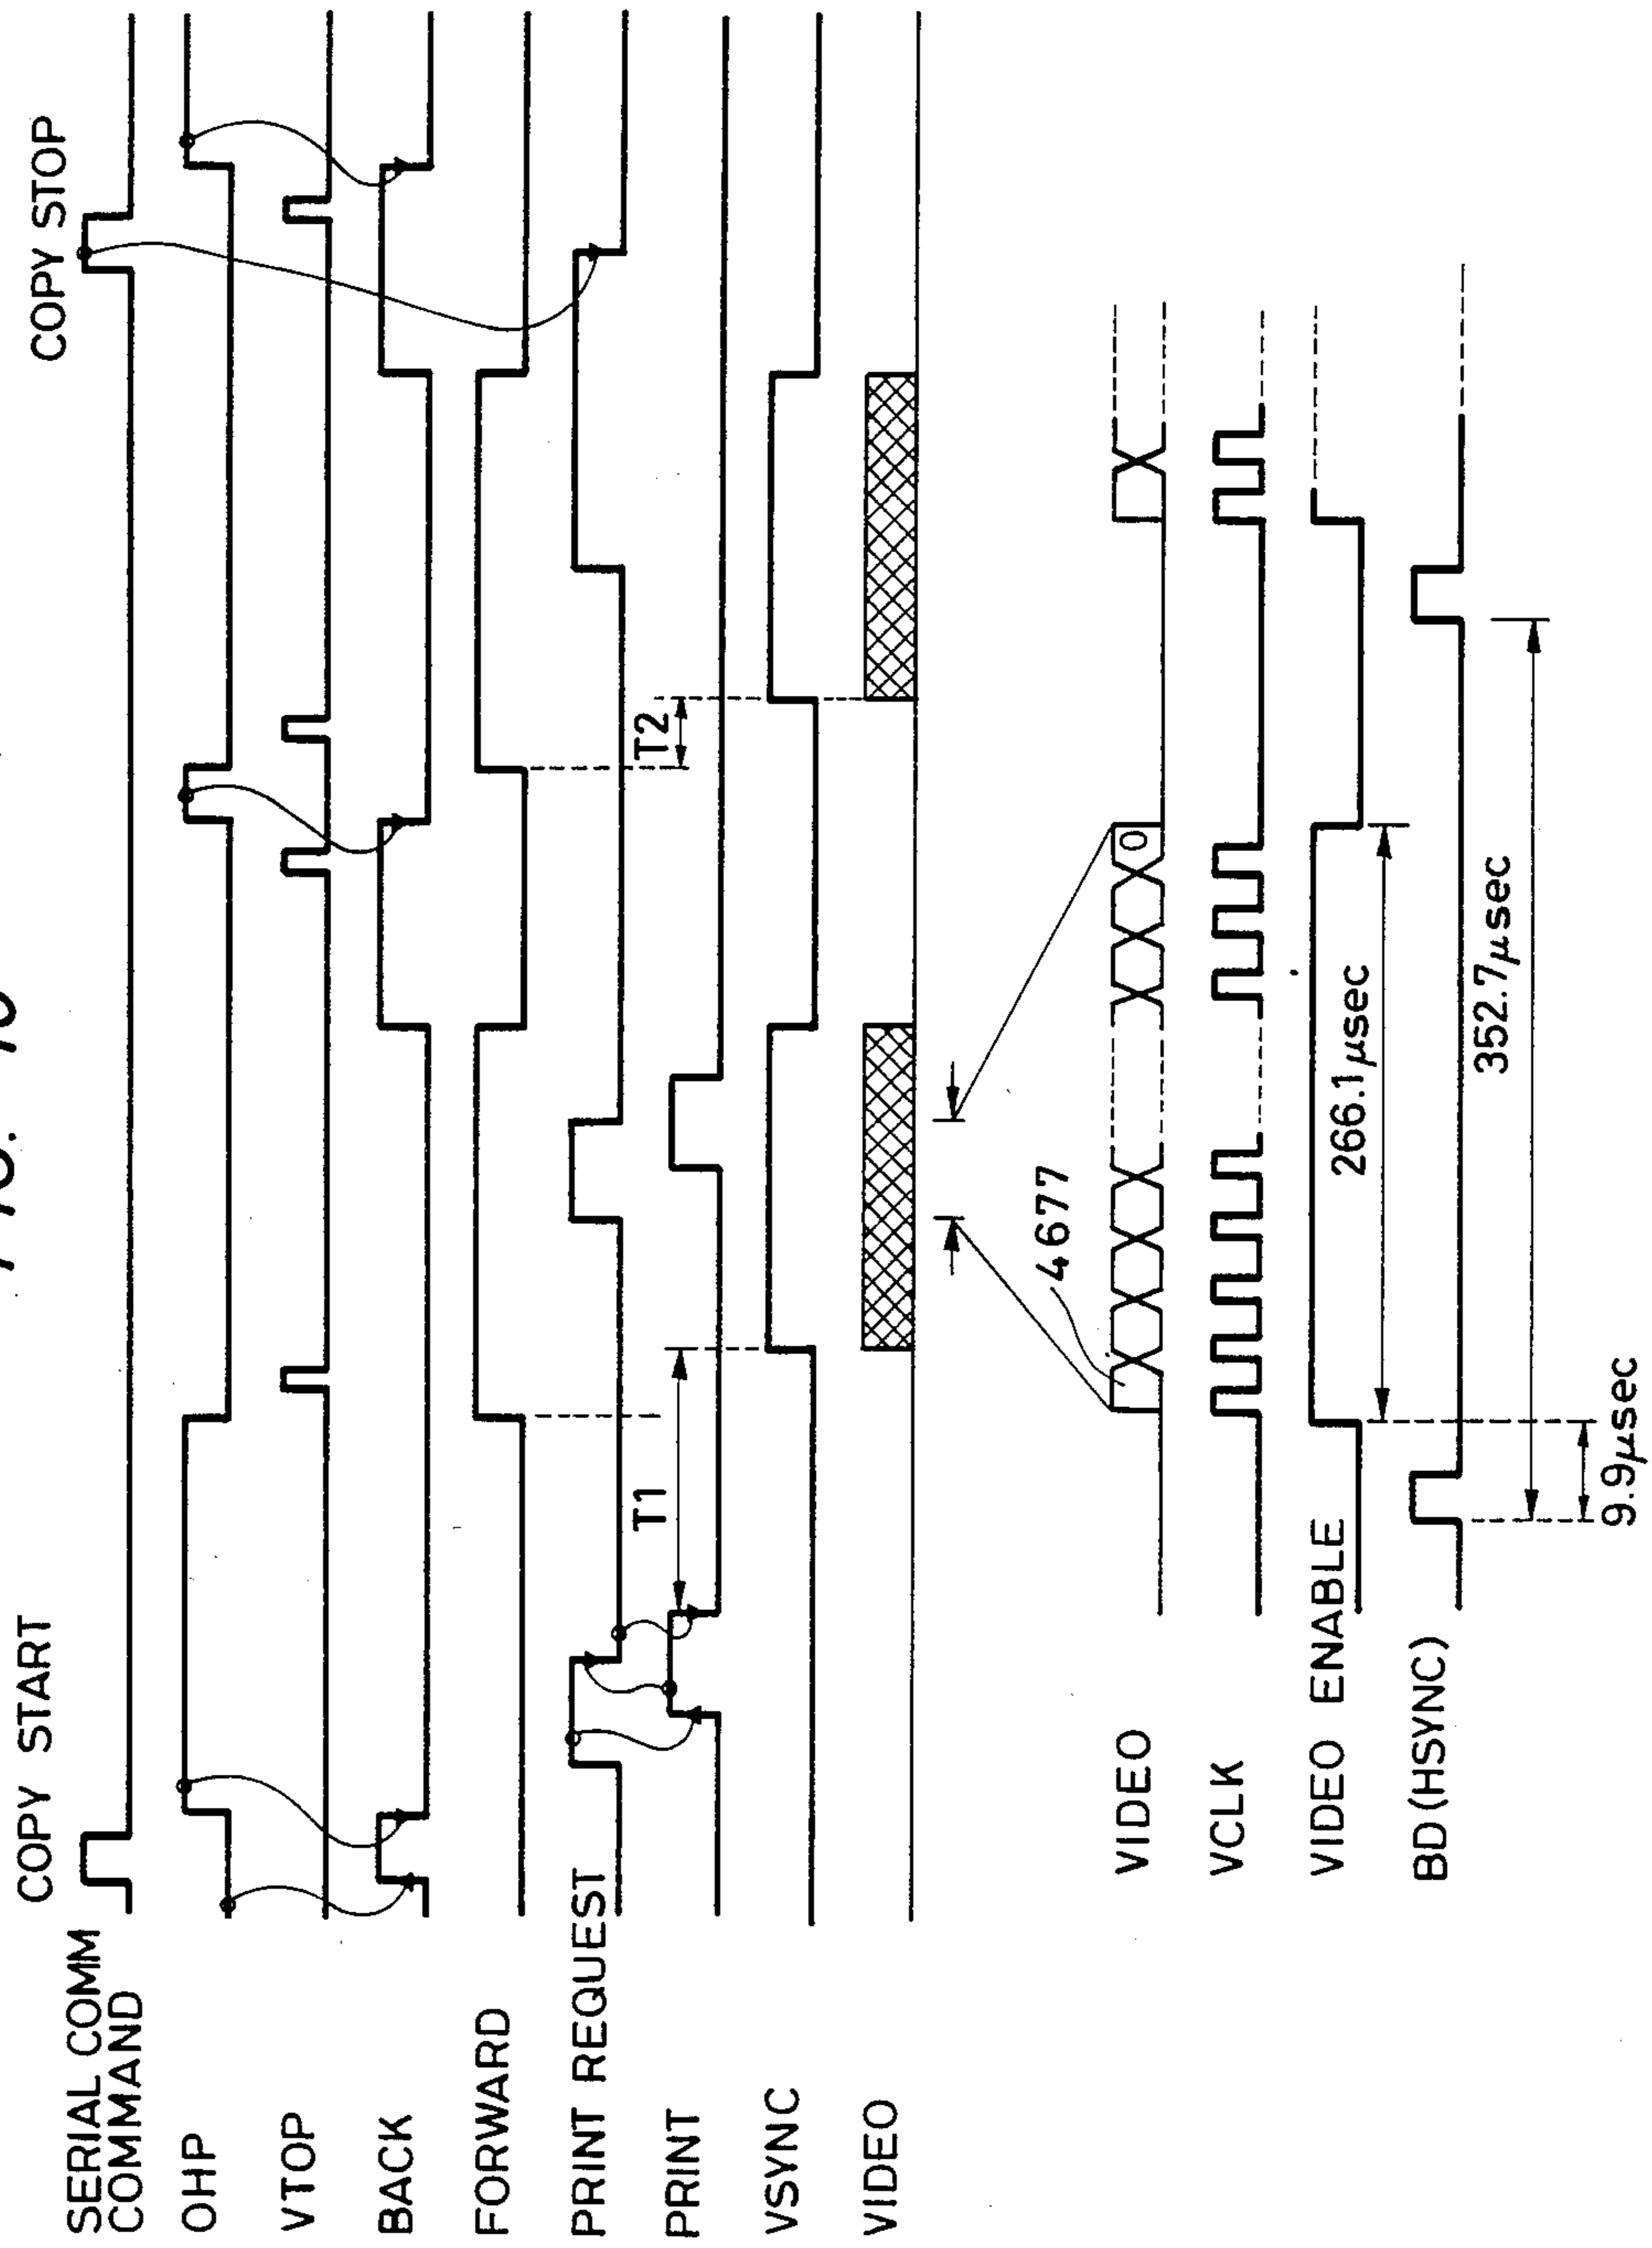 COPY START
COPY STOP
SERIAL COMM
COMMAND
OHP
VTOP
BACK
FORWARD
PRINT REQUEST
T1
T2
PRINT
VSYNC
VIDEO
4677
VIDEO
0
VCLK
VIDEO ENABLE
266.1μsec
BD(HSYNC)
352.7μsec
9.9μsec